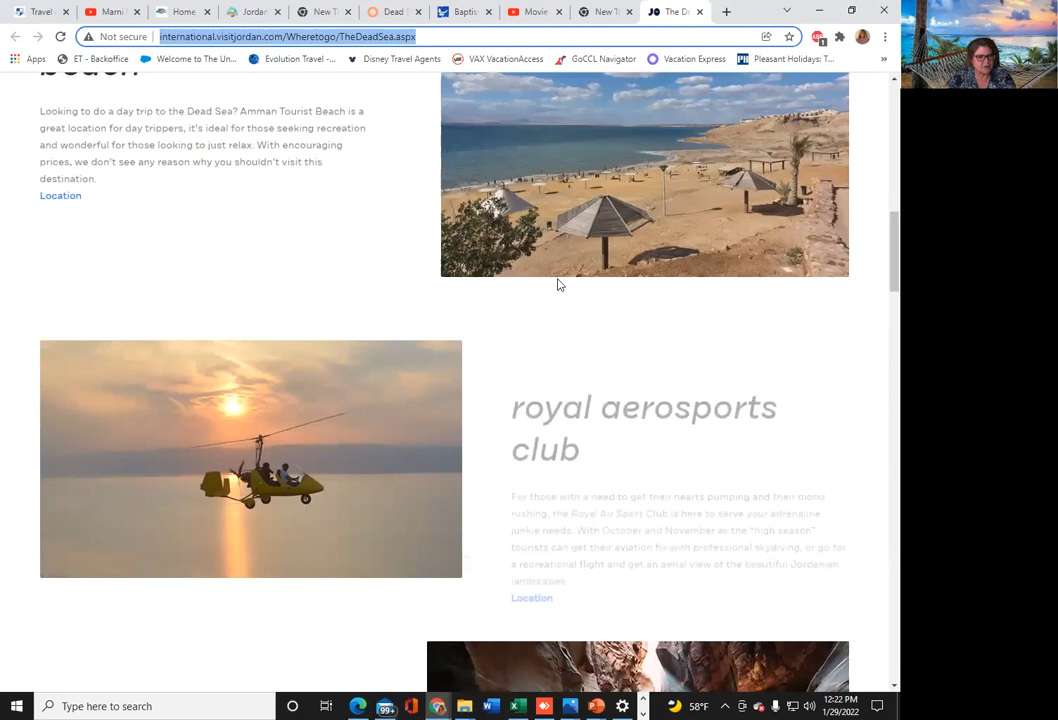 Travel
Marni
Home
Jordan
New T
Dead
Baptis
Movie
New T
The D
Not secure
international.visitjordan.com/Wheretogo/TheDeadSea.aspx
Apps
ET - Backoffice
Welcome to The Un...
Evolution Travel -...
Disney Travel Agents
VAX VacationAccess
GoCCL Navigator
Vacation Express
Pleasant Holidays: T...
beach
Looking to do a day trip to the Dead Sea? Amman Tourist Beach is a
great location for day trippers, it's ideal for those seeking recreation
and wonderful for those looking to just relax. With encouraging
prices, we don't see any reason why you shouldn't visit this
destination.
Location
royal aerosports
club
For those with a need to get their hearts pumping and their blood
rushing, the Royal Air Sport Club is here to serve your adrenaline
junkie needs. With October and November as the "high season"
tourists can get their aviation fix with professional skydiving, or go for
a recreational flight and get an aerial view of the beautiful Jordanian
landscapes
Location
Type here to search
99+
58°F
12:22 PM
1/29/2022